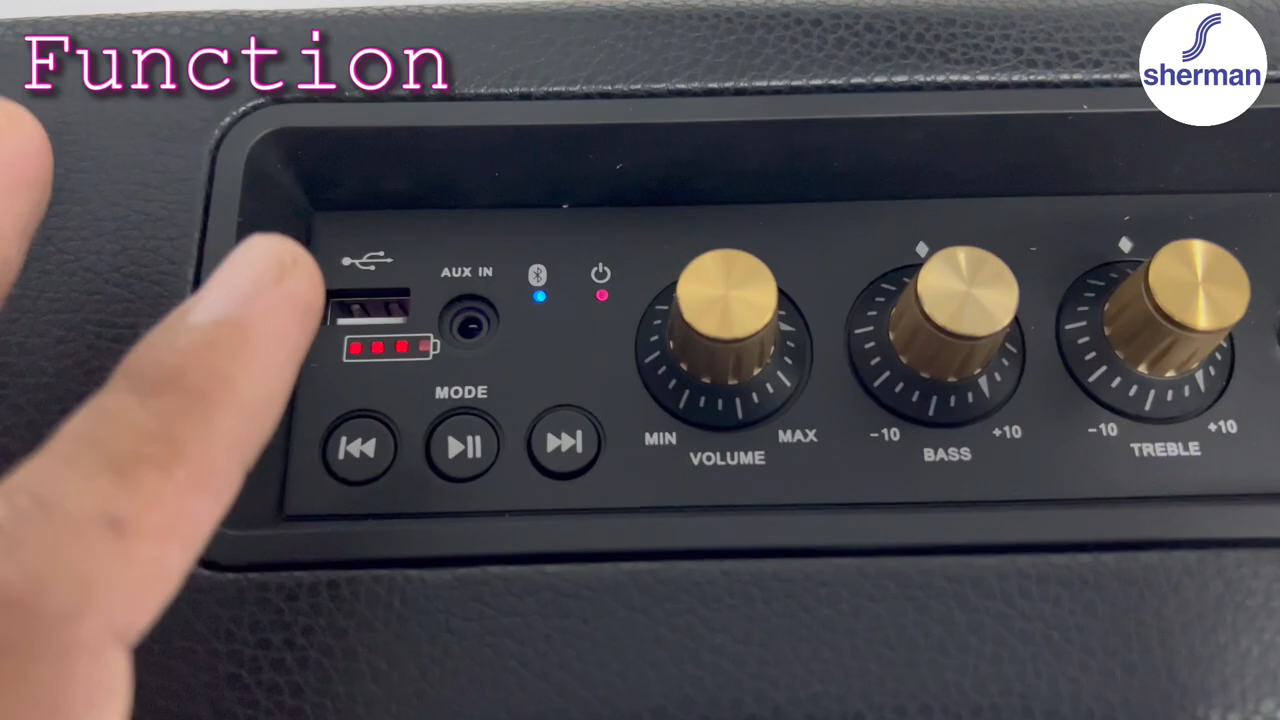 Function
sherman
AUX IN
MODE
MIN
MAX
VOLUME
-10
+10
BASS
-10
+10
TREBLE